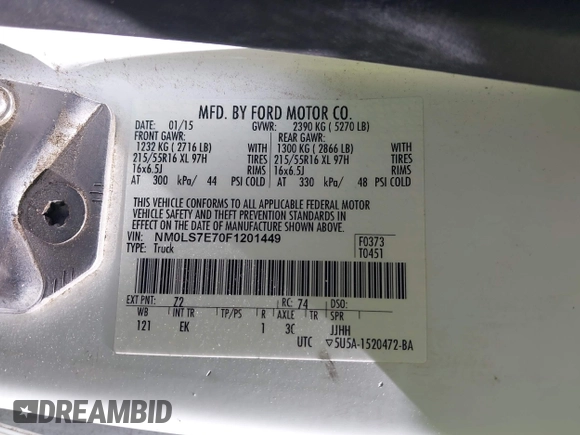 MFD. BY FORD MOTOR CO.
DATE: 01/15 GVWR: 2390 KG ( 5270 LB)
FRONT GAWR: REAR GAWR:
1232 KG ( 2716 LB) WITH 1300 KG ( 2866 LB) WITH
215/55R16 XL 97H TIRES 215/55R16 XL 97H TIRES
16x6.5J RIMS 16x6.5J RIMS
AT 300 kPa/ 44 PSI COLD AT 330 kPa/ 48 PSI COLD
THIS VEHICLE CONFORMS TO ALL APPLICABLE FEDERAL MOTOR
VEHICLE SAFETY AND THEFT PREVENTION STANDARDS IN
EFFECT ON THE DATE OF MANUFACTURE SHOWN ABOVE.
VIN: NM0LS7E70F1201449 F0373
TYPE: Truck T0451
EXT PNT: 72 RC: 74 DSO:
WB INT TR TP/PS R AXLE TR SPR
121 EK 1 3C JJHH
UTC 5U5A-1520472-BA
DREAMBID